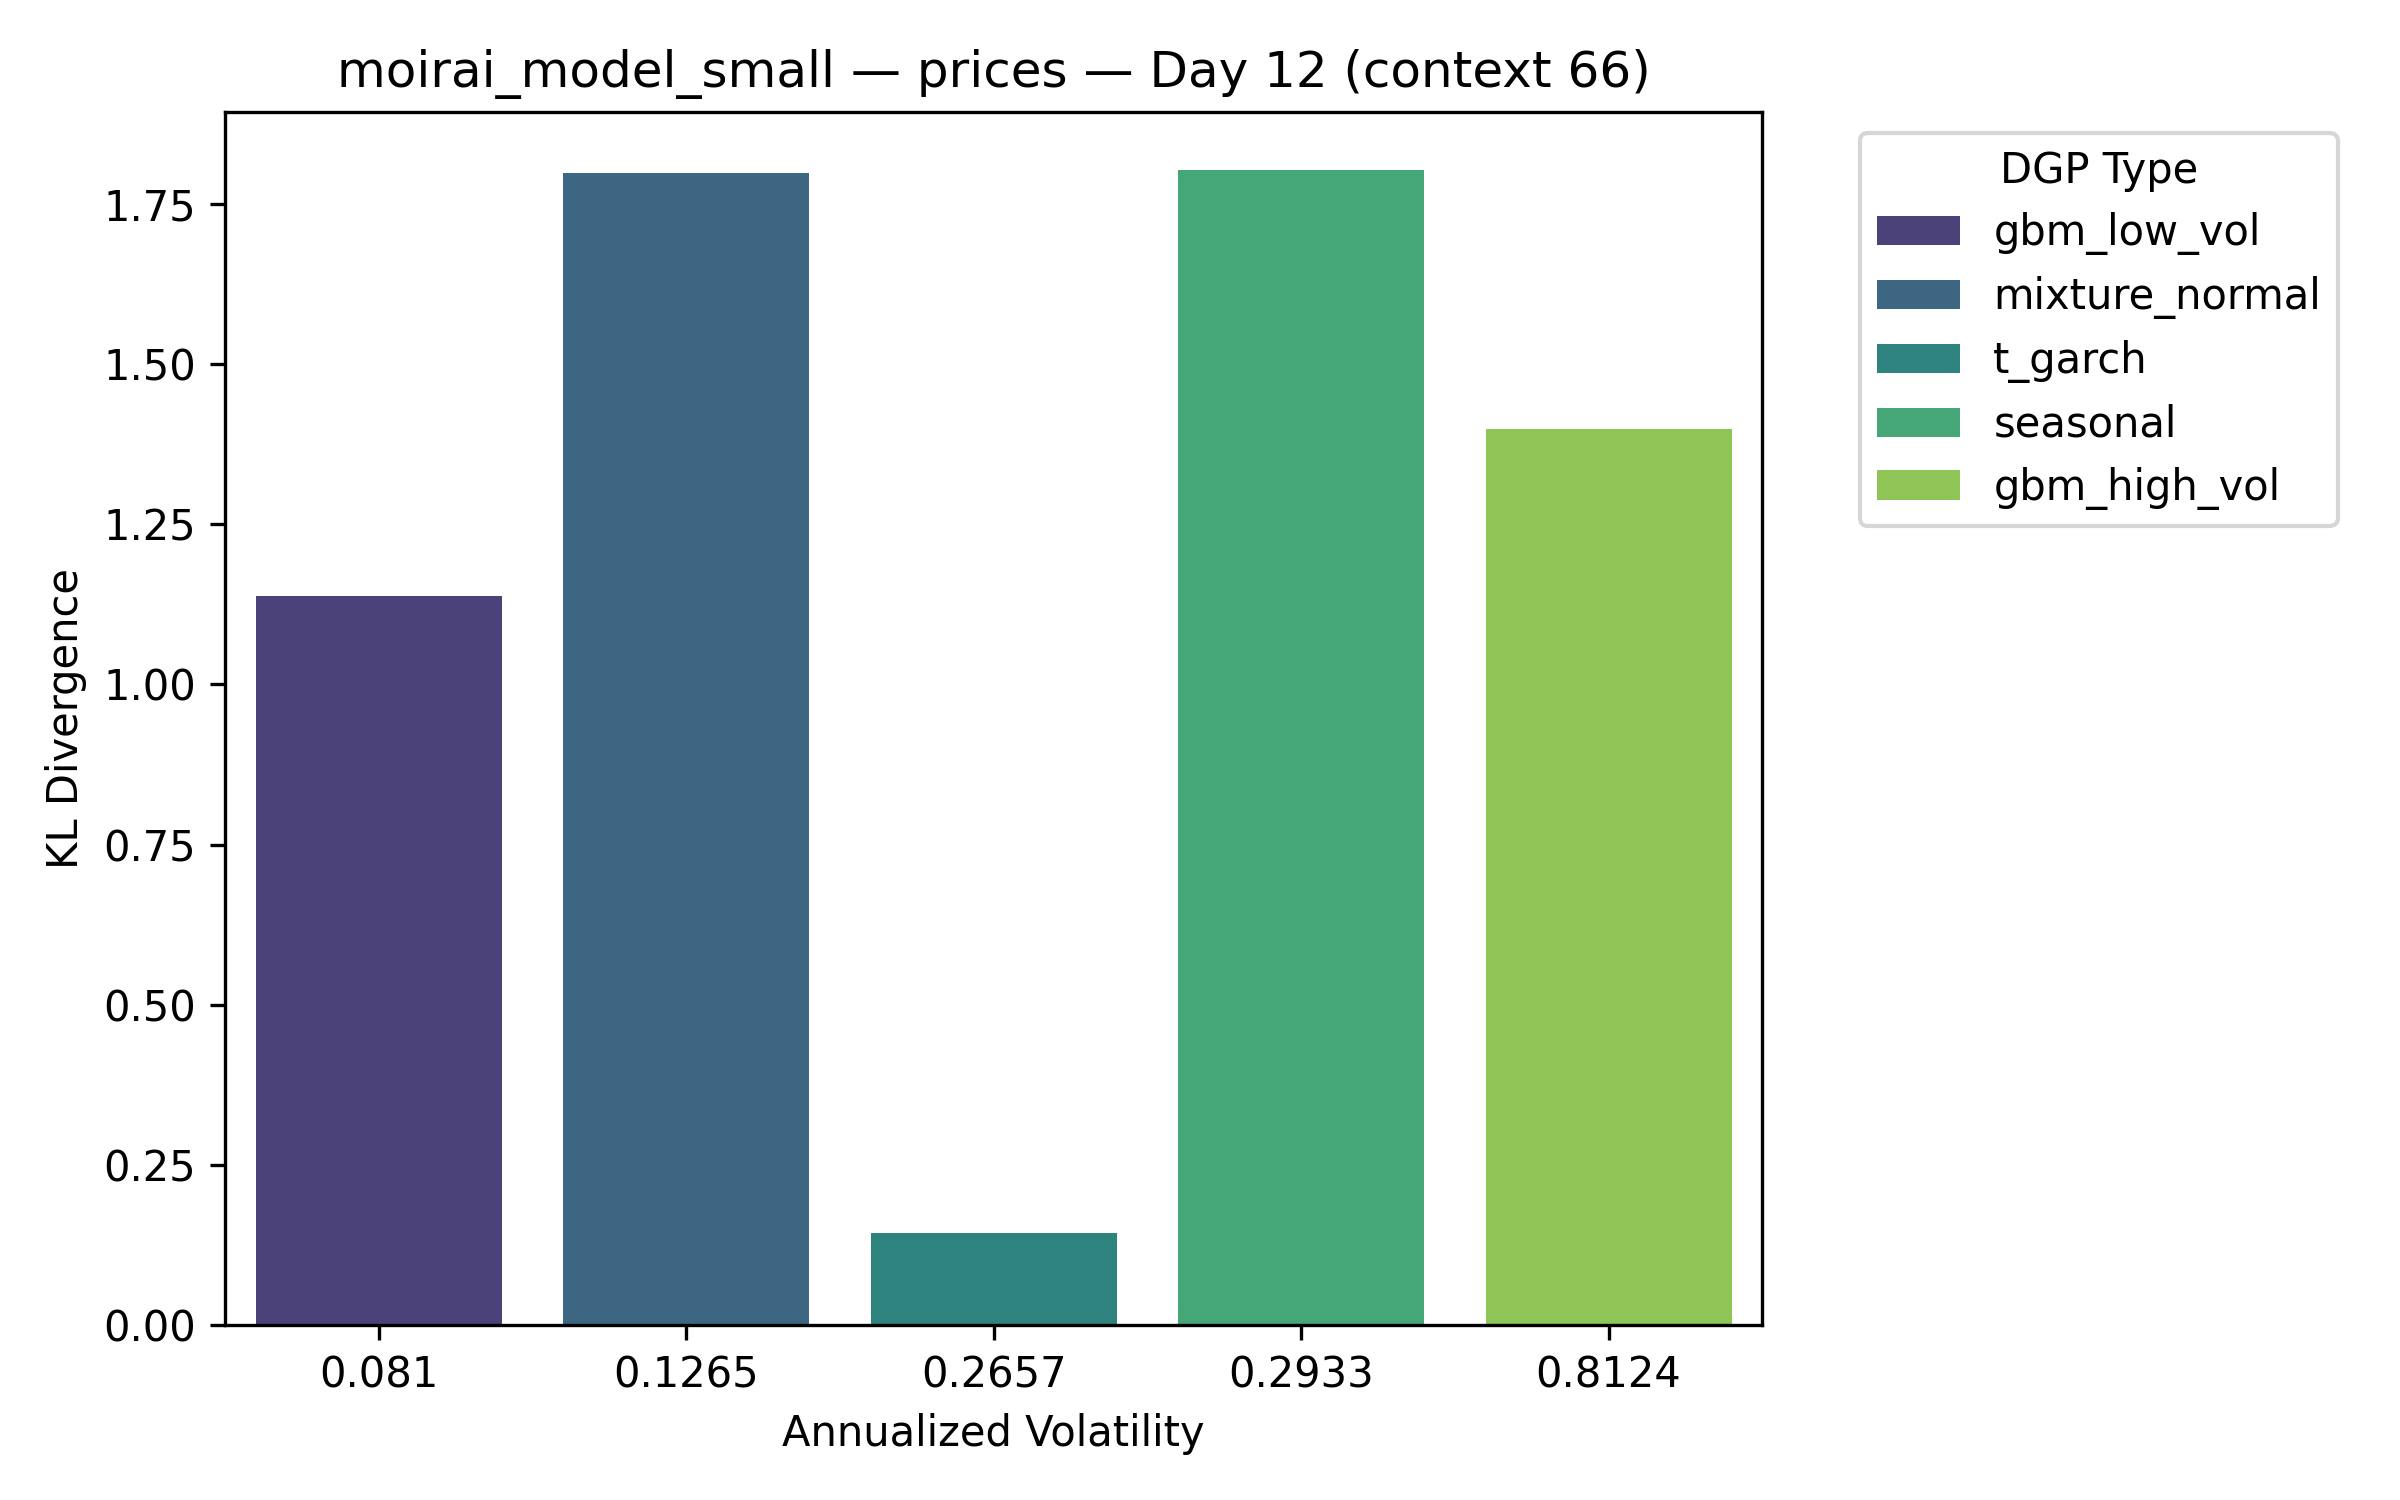 moirai_model_small — prices — Day 12 (context 66)
KL Divergence
1.75
1.50
1.25
1.00
0.75
0.50
0.25
0.00
0.081 0.1265 0.2657 0.2933 0.8124
Annualized Volatility
DGP Type
gbm_low_vol
mixture_normal
t_garch
seasonal
gbm_high_vol